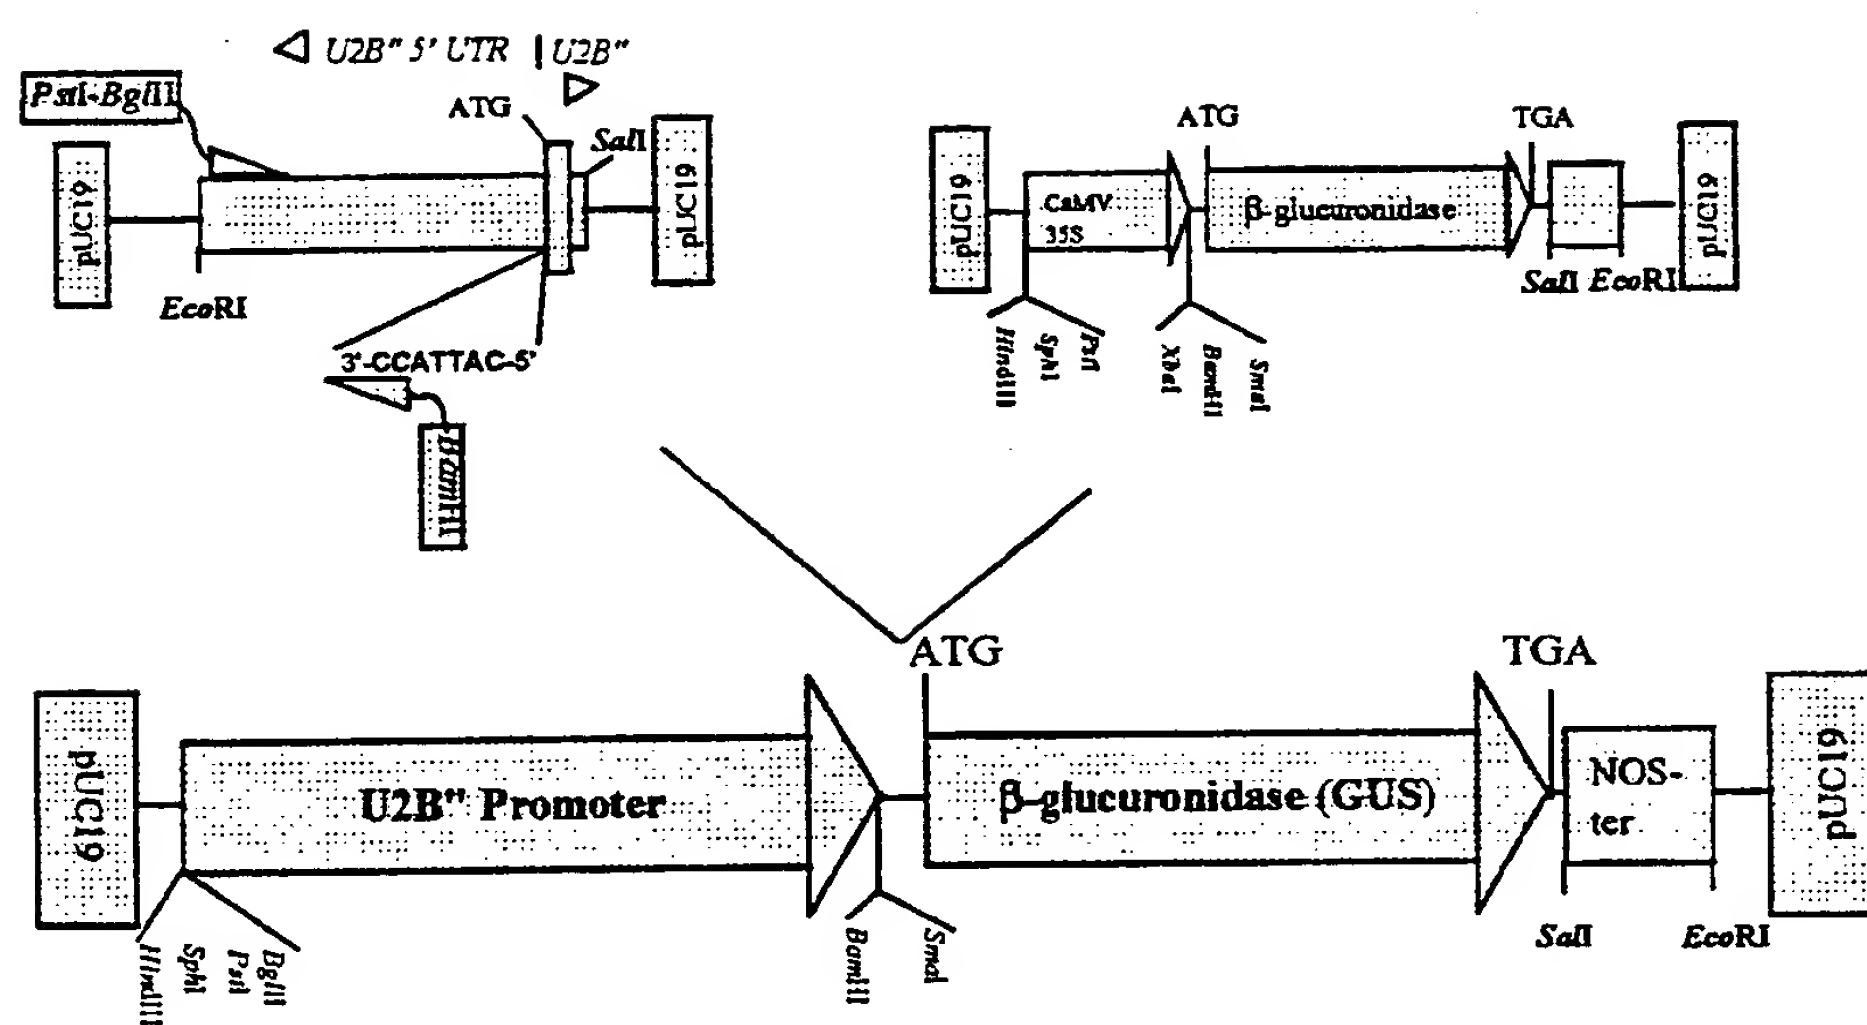 U2B" 5' UTR | U2B"
PstI-BglII
ATG
SalI
pUC19
pUC19
EcoRI
3'-CCATTAC-5'
BamHI
ATG
TGA
pUC19
CaMV
35S
β-glucuronidase
pUC19
SalI EcoRI
HindIII
SphI
PstI
XbaI
BamHI
SmaI
ATG
TGA
pUC19
U2B" Promoter
β-glucuronidase (GUS)
NOS-
ter
pUC19
HindIII
SphI
PstI
BglII
BamHI
SmaI
SalI
EcoRI